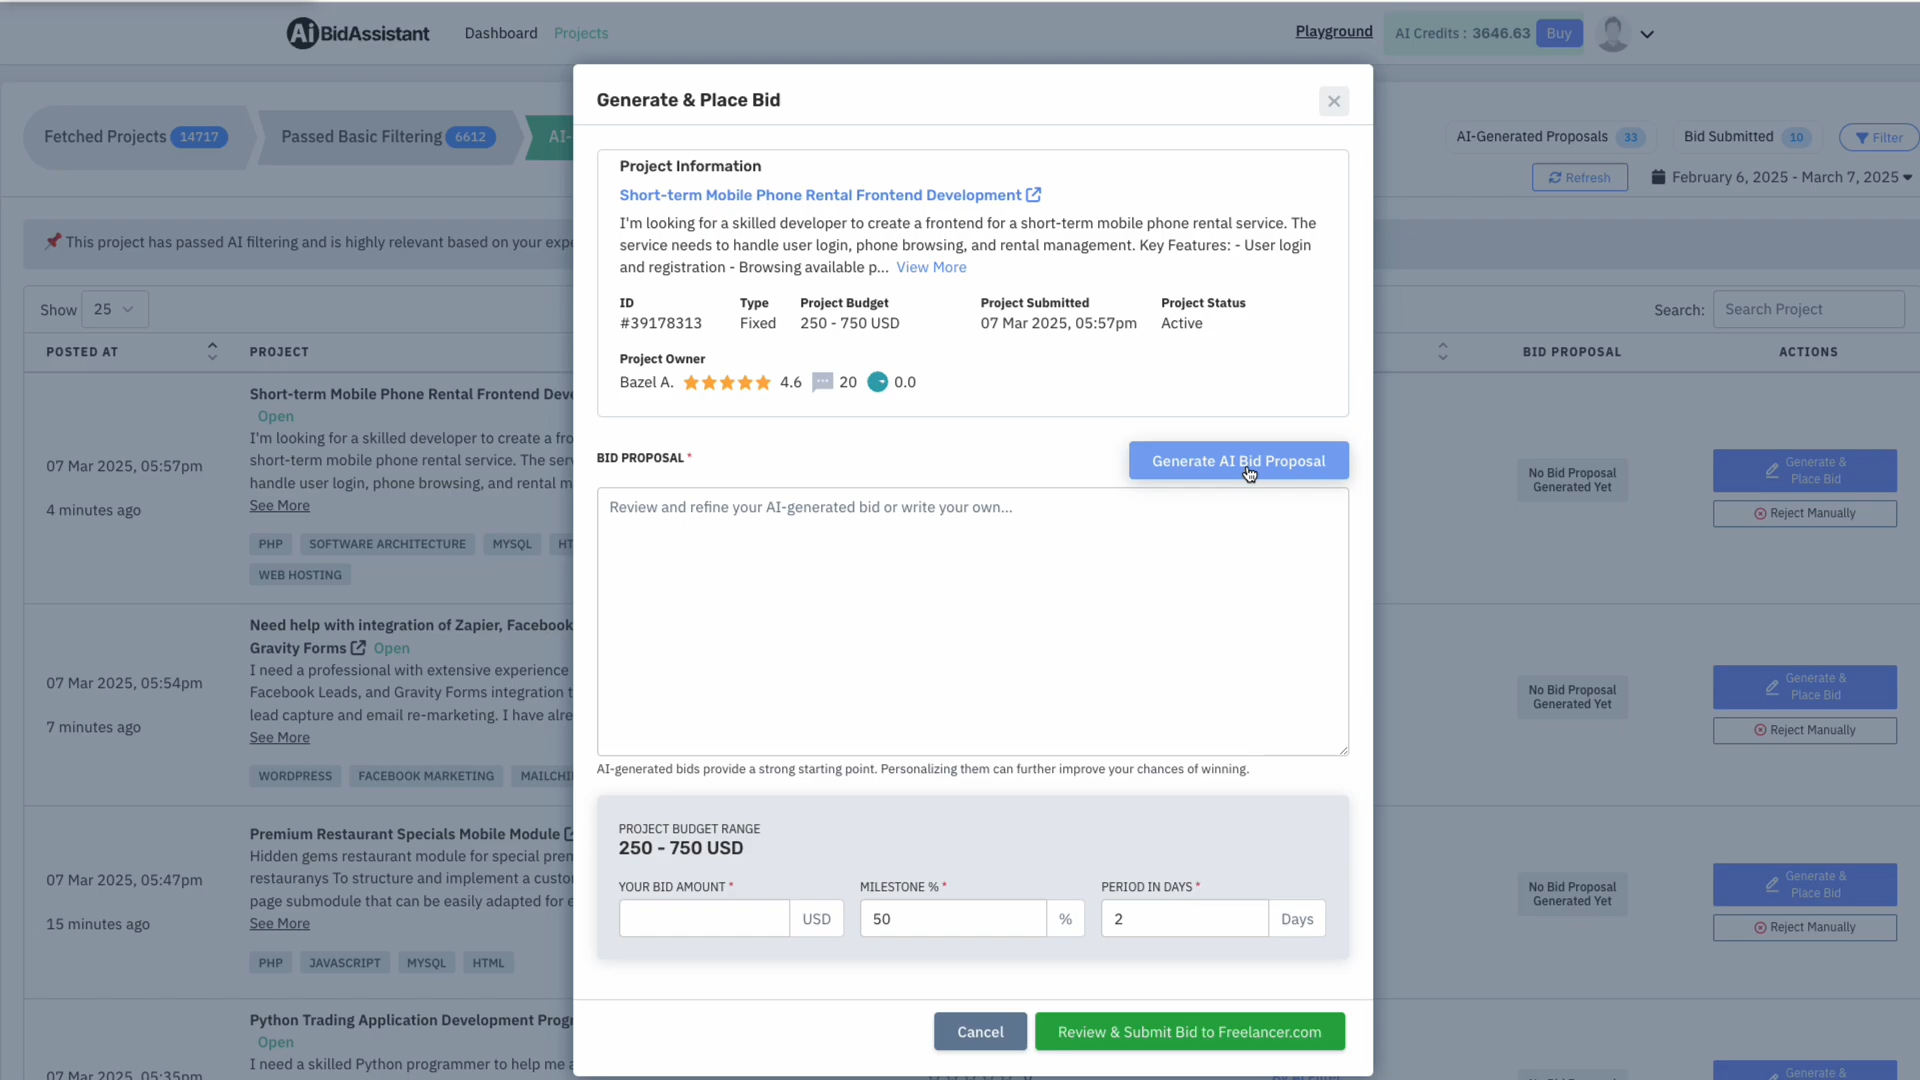 Ai BidAssistant
Dashboard
Projects
Playground
AI Credits : 3646.63
Buy
Fetched Projects 14717
Passed Basic Filtering 6612
AI-
AI-Generated Proposals 33
Bid Submitted 10
Filter
Refresh
February 6, 2025 - March 7, 2025
This project has passed AI filtering and is highly relevant based on your expe
Show 25
Search: Search Project
POSTED AT
PROJECT
BID PROPOSAL
ACTIONS
07 Mar 2025, 05:57pm
4 minutes ago
Short-term Mobile Phone Rental Frontend Deve
Open
I'm looking for a skilled developer to create a fro
short-term mobile phone rental service. The serv
handle user login, phone browsing, and rental m
See More
PHP
SOFTWARE ARCHITECTURE
MYSQL
HT
WEB HOSTING
No Bid Proposal
Generated Yet
Generate &
Place Bid
Reject Manually
07 Mar 2025, 05:54pm
7 minutes ago
Need help with integration of Zapier, Facebook
Gravity Forms Open
I need a professional with extensive experience
Facebook Leads, and Gravity Forms integration t
lead capture and email re-marketing. I have alre
See More
WORDPRESS
FACEBOOK MARKETING
MAILCHI
No Bid Proposal
Generated Yet
Generate &
Place Bid
Reject Manually
07 Mar 2025, 05:47pm
15 minutes ago
Premium Restaurant Specials Mobile Module
Hidden gems restaurant module for special prem
restauranys To structure and implement a custo
page submodule that can be easily adapted for e
See More
PHP
JAVASCRIPT
MYSQL
HTML
No Bid Proposal
Generated Yet
Generate &
Place Bid
Reject Manually
07 Mar 2025, 05:35pm
Python Trading Application Development Progr
Open
I need a skilled Python programmer to help me a
Generate &
Generate & Place Bid
Project Information
Short-term Mobile Phone Rental Frontend Development
I'm looking for a skilled developer to create a frontend for a short-term mobile phone rental service. The
service needs to handle user login, phone browsing, and rental management. Key Features: - User login
and registration - Browsing available p... View More
ID
#39178313
Type
Fixed
Project Budget
250 - 750 USD
Project Submitted
07 Mar 2025, 05:57pm
Project Status
Active
Project Owner
Bazel A. 4.6 20 0.0
BID PROPOSAL *
Generate AI Bid Proposal
Review and refine your AI-generated bid or write your own...
AI-generated bids provide a strong starting point. Personalizing them can further improve your chances of winning.
PROJECT BUDGET RANGE
250 - 750 USD
YOUR BID AMOUNT *
USD
MILESTONE % *
50 %
PERIOD IN DAYS *
2 Days
Cancel
Review & Submit Bid to Freelancer.com